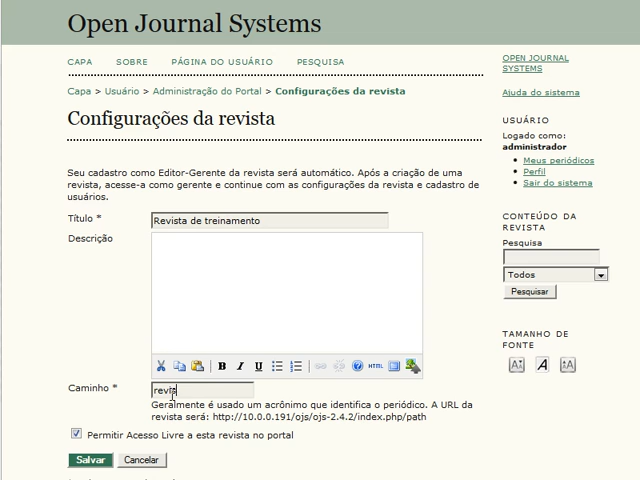 Open Journal Systems
CAPA SOBRE PÁGINA DO USUÁRIO PESQUISA
Capa > Usuário > Administração do Portal > Configurações da revista
Configurações da revista
Seu cadastro como Editor-Gerente da revista será automático. Após a criação de uma
revista, acesse-a como gerente e continue com as configurações da revista e cadastro de
usuários.
Título *
Revista de treinamento
Descrição
B I U
HTML
Caminho *
revis
Geralmente é usado um acrônimo que identifica o periódico. A URL da
revista será: http://10.0.0.191/ojs/ojs-2.4.2/index.php/path
Permitir Acesso Livre a esta revista no portal
Salvar Cancelar
OPEN JOURNAL
SYSTEMS
Ajuda do sistema
USUÁRIO
Logado como:
administrador
Meus periódicos
Perfil
Sair do sistema
CONTEÚDO DA
REVISTA
Pesquisa
Todos
Pesquisar
TAMANHO DE
FONTE
A A A